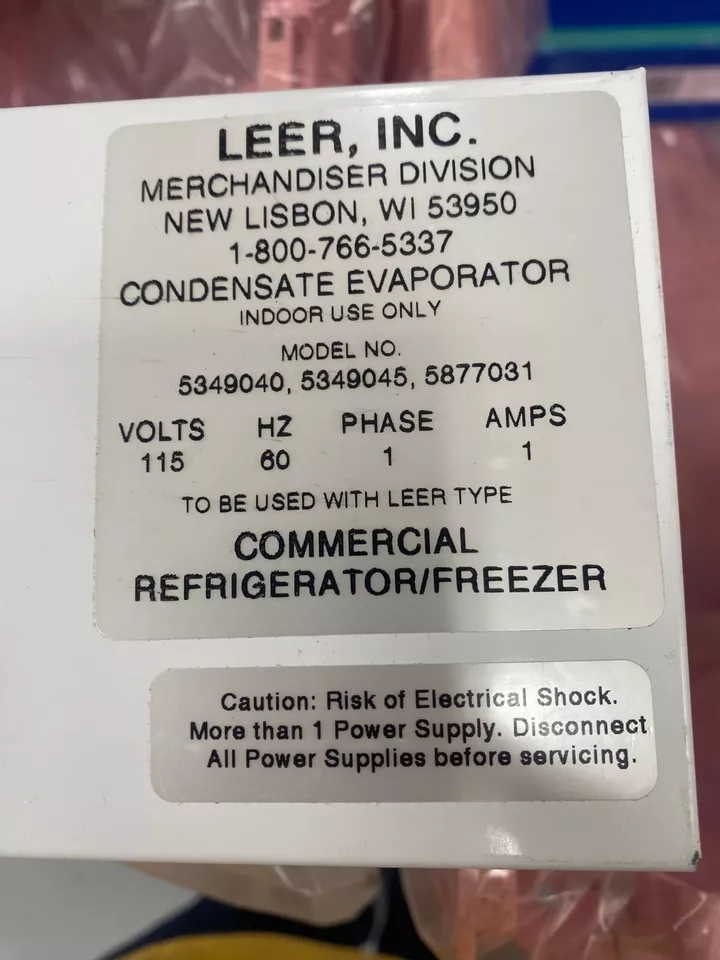 LEER, INC.
MERCHANDISER DIVISION
NEW LISBON, WI 53950
1-800-766-5337
CONDENSATE EVAPORATOR
INDOOR USE ONLY
MODEL NO.
5349040, 5349045, 5877031
VOLTS HZ PHASE AMPS
115 60 1 1
TO BE USED WITH LEER TYPE
COMMERCIAL
REFRIGERATOR/FREEZER
Caution: Risk of Electrical Shock.
More than 1 Power Supply. Disconnect
All Power Supplies before servicing.